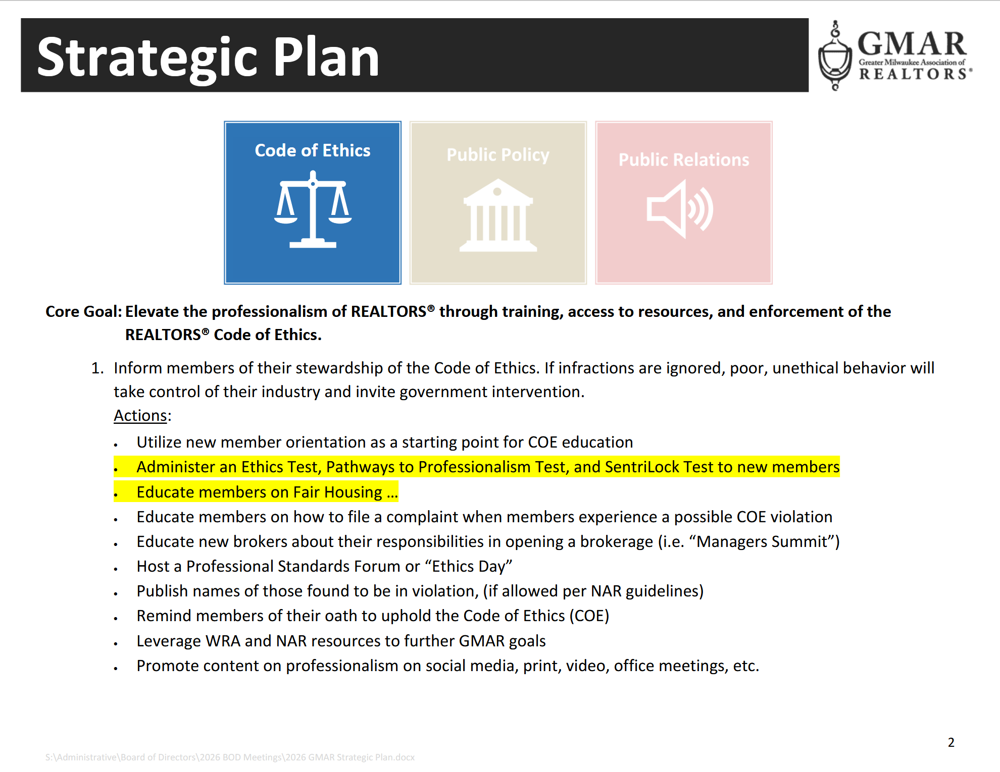 Strategic Plan
GMAR
Greater Milwaukee Association of
REALTORS®
Code of Ethics
Public Policy
Public Relations
Core Goal: Elevate the professionalism of REALTORS® through training, access to resources, and enforcement of the
REALTORS® Code of Ethics.
1. Inform members of their stewardship of the Code of Ethics. If infractions are ignored, poor, unethical behavior will
take control of their industry and invite government intervention.
Actions:
• Utilize new member orientation as a starting point for COE education
• Administer an Ethics Test, Pathways to Professionalism Test, and SentriLock Test to new members
• Educate members on Fair Housing ...
• Educate members on how to file a complaint when members experience a possible COE violation
• Educate new brokers about their responsibilities in opening a brokerage (i.e. “Managers Summit”)
• Host a Professional Standards Forum or “Ethics Day”
• Publish names of those found to be in violation, (if allowed per NAR guidelines)
• Remind members of their oath to uphold the Code of Ethics (COE)
• Leverage WRA and NAR resources to further GMAR goals
• Promote content on professionalism on social media, print, video, office meetings, etc.
2
S:\Administrative\Board of Directors\2026 BOD Meetings\2026 GMAR Strategic Plan.docx